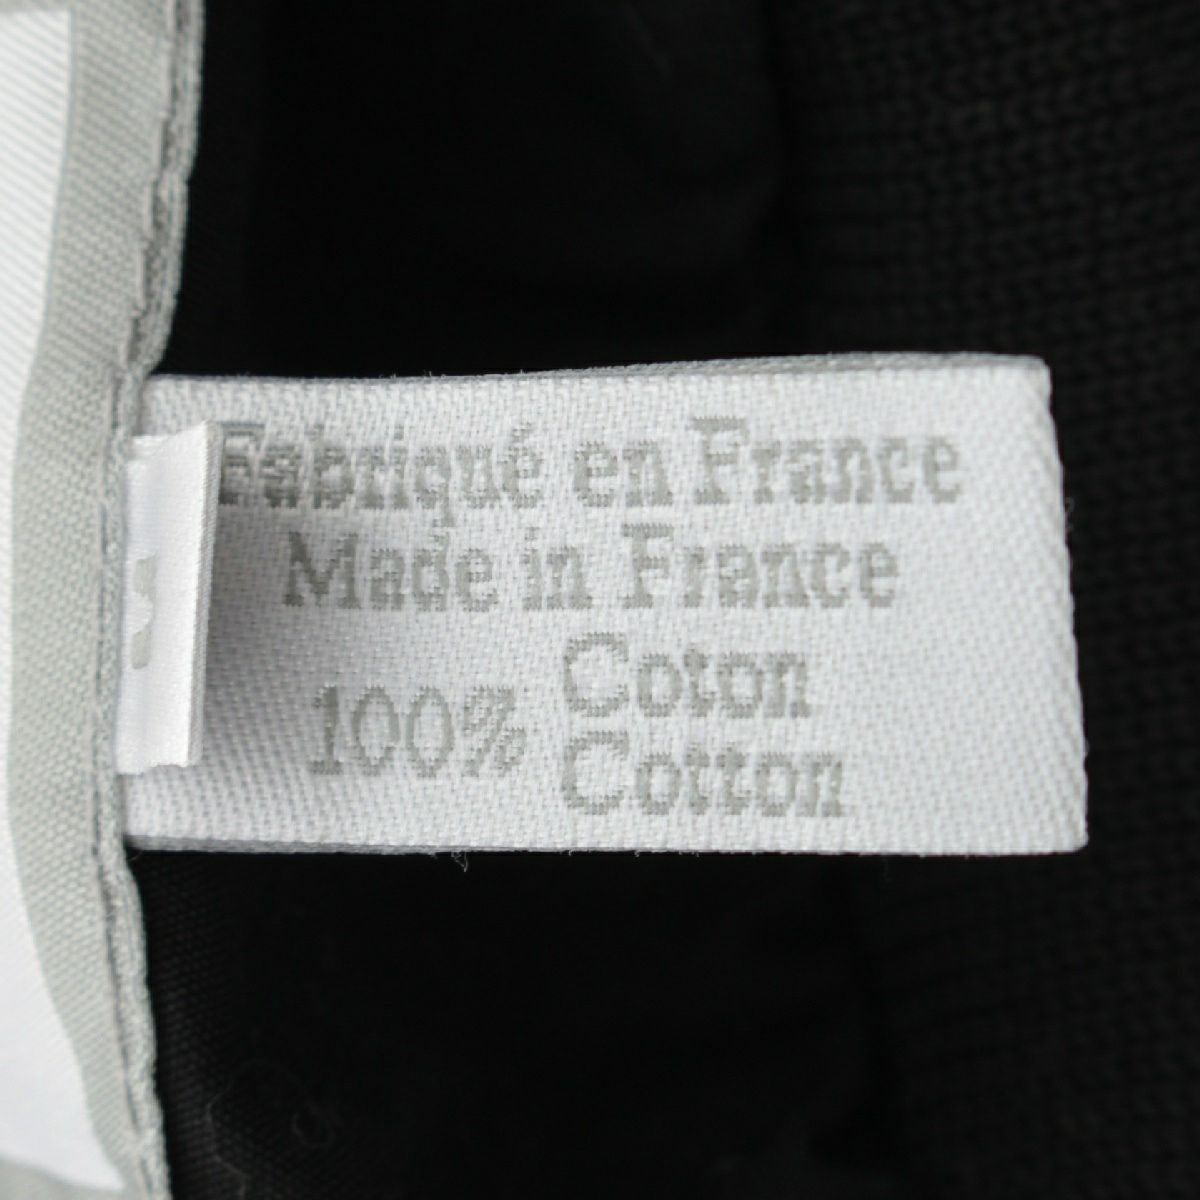 Fabriqué en France
Made in France
100% Coton
Cotton
S